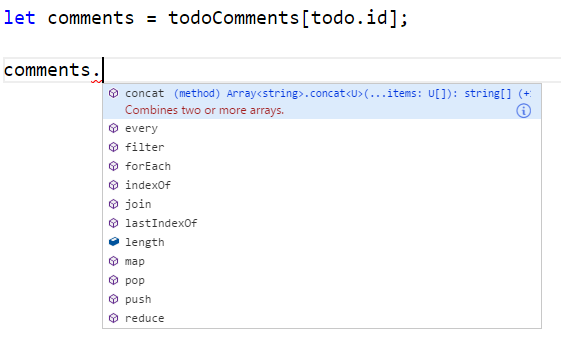 let comments = todoComments[todo.id];
comments.
concat (method) Array<string>.concat<U>(...items: U[]): string[] (+
Combines two or more arrays.
every
filter
forEach
indexOf
join
lastIndexOf
length
map
pop
push
reduce